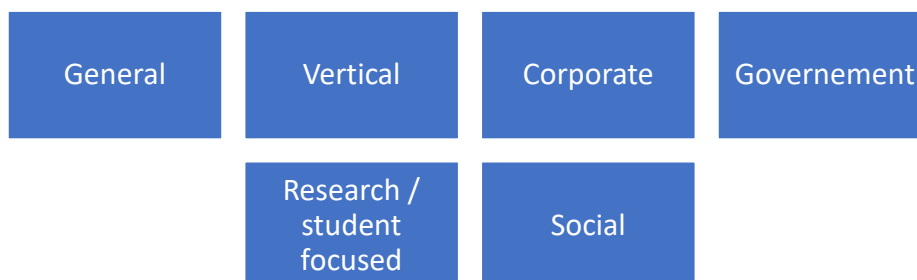 General
Vertical
Corporate
Governement
Research /
student
focused
Social